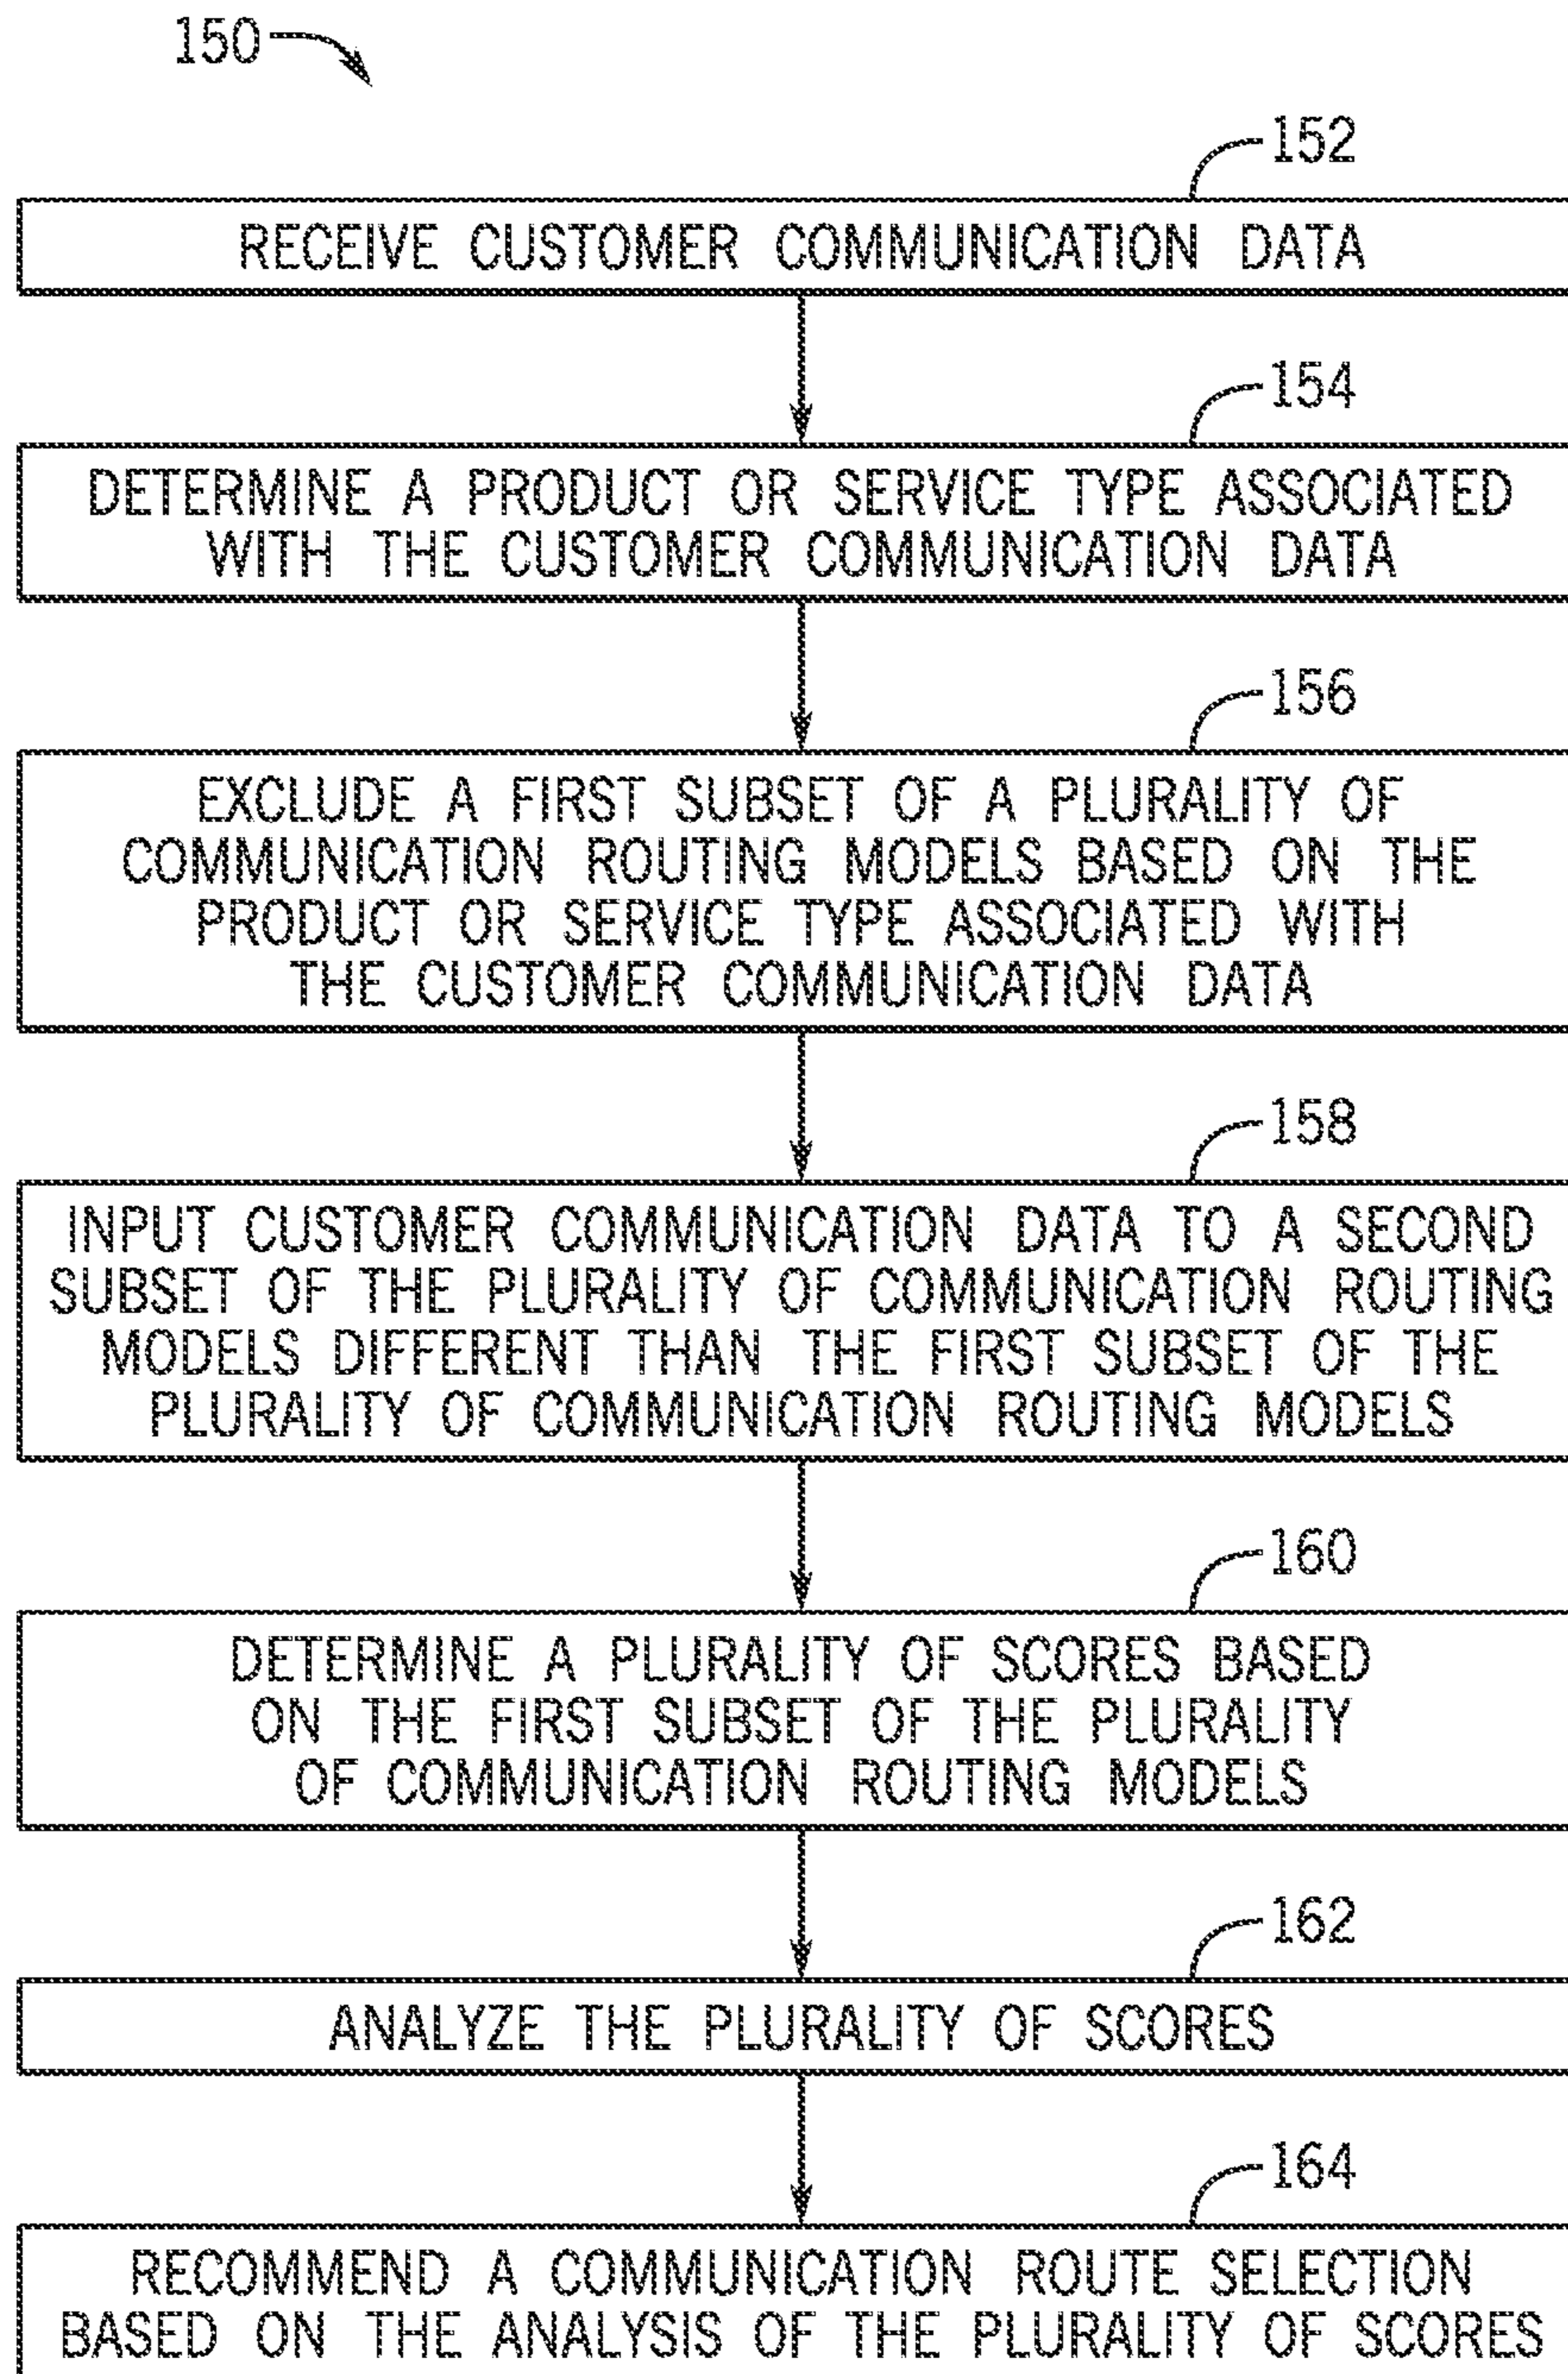 150
152
RECEIVE CUSTOMER COMMUNICATION DATA
154
DETERMINE A PRODUCT OR SERVICE TYPE ASSOCIATED
WITH THE CUSTOMER COMMUNICATION DATA
156
EXCLUDE A FIRST SUBSET OF A PLURALITY OF
COMMUNICATION ROUTING MODELS BASED ON THE
PRODUCT OR SERVICE TYPE ASSOCIATED WITH
THE CUSTOMER COMMUNICATION DATA
158
INPUT CUSTOMER COMMUNICATION DATA TO A SECOND
SUBSET OF THE PLURALITY OF COMMUNICATION ROUTING
MODELS DIFFERENT THAN THE FIRST SUBSET OF THE
PLURALITY OF COMMUNICATION ROUTING MODELS
160
DETERMINE A PLURALITY OF SCORES BASED
ON THE FIRST SUBSET OF THE PLURALITY
OF COMMUNICATION ROUTING MODELS
162
ANALYZE THE PLURALITY OF SCORES
164
RECOMMEND A COMMUNICATION ROUTE SELECTION
BASED ON THE ANALYSIS OF THE PLURALITY OF SCORES